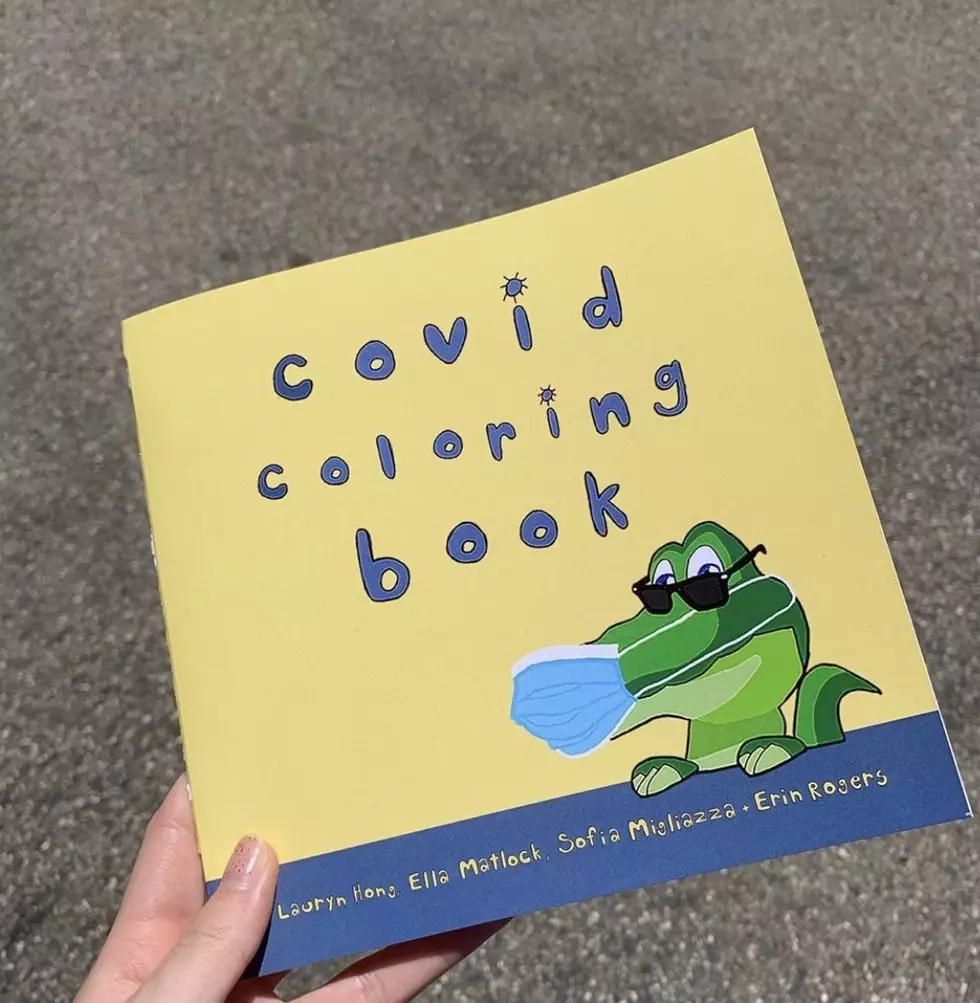 covid
coloring
book
Lauryn Hong, Ella Matlock, Sofia Migliazza + Erin Rogers